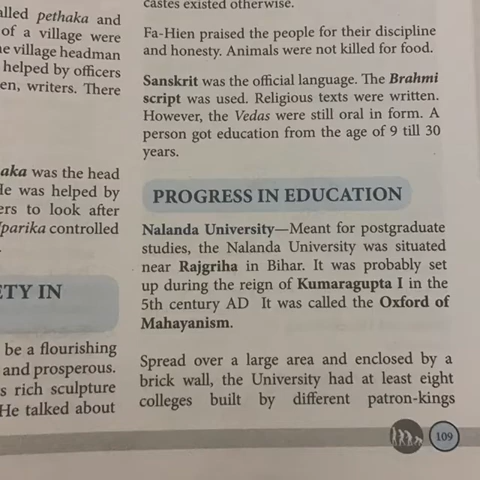 alled pethaka and
of a village were
e village headman
helped by officers
en, writers. There
aka was the head
He was helped by
ers to look after
Uparika controlled
ETY IN
be a flourishing
and prosperous.
s rich sculpture
He talked about
castes existed otherwise.
Fa-Hien praised the people for their discipline
and honesty. Animals were not killed for food.
Sanskrit was the official language. The Brahmi
script was used. Religious texts were written.
However, the Vedas were still oral in form. A
person got education from the age of 9 till 30
years.
PROGRESS IN EDUCATION
Nalanda University—Meant for postgraduate
studies, the Nalanda University was situated
near Rajgriha in Bihar. It was probably set
up during the reign of Kumaragupta I in the
5th century AD It was called the Oxford of
Mahayanism.
Spread over a large area and enclosed by a
brick wall, the University had at least eight
colleges built by different patron-kings
109